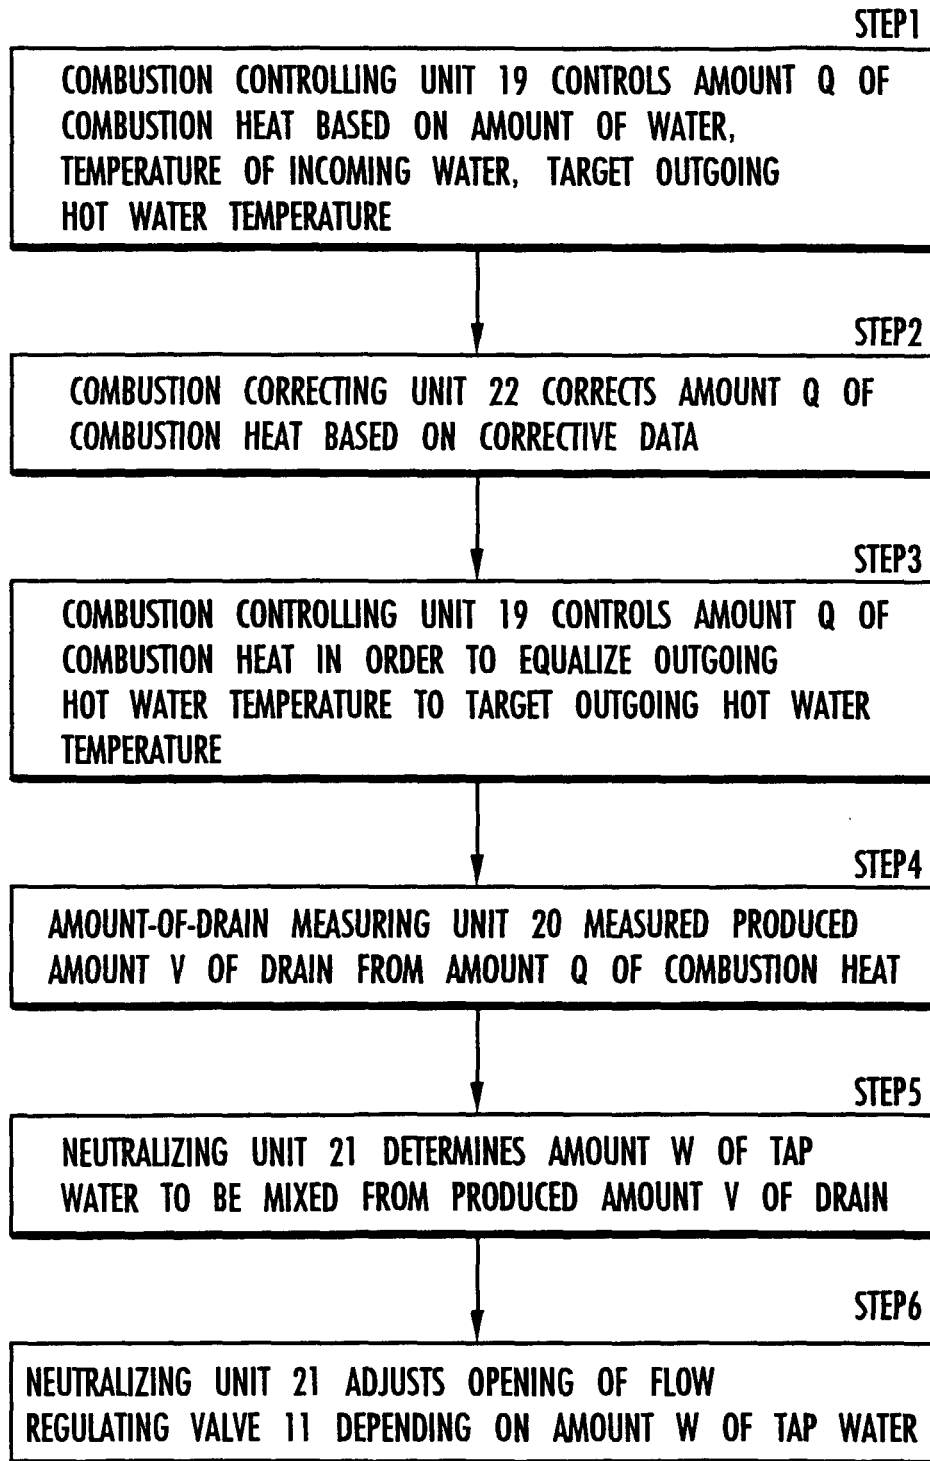 STEP1
COMBUSTION CONTROLLING UNIT 19 CONTROLS AMOUNT Q OF
COMBUSTION HEAT BASED ON AMOUNT OF WATER,
TEMPERATURE OF INCOMING WATER, TARGET OUTGOING
HOT WATER TEMPERATURE
STEP2
COMBUSTION CORRECTING UNIT 22 CORRECTS AMOUNT Q OF
COMBUSTION HEAT BASED ON CORRECTIVE DATA
STEP3
COMBUSTION CONTROLLING UNIT 19 CONTROLS AMOUNT Q OF
COMBUSTION HEAT IN ORDER TO EQUALIZE OUTGOING
HOT WATER TEMPERATURE TO TARGET OUTGOING HOT WATER
TEMPERATURE
STEP4
AMOUNT-OF-DRAIN MEASURING UNIT 20 MEASURED PRODUCED
AMOUNT V OF DRAIN FROM AMOUNT Q OF COMBUSTION HEAT
STEP5
NEUTRALIZING UNIT 21 DETERMINES AMOUNT W OF TAP
WATER TO BE MIXED FROM PRODUCED AMOUNT V OF DRAIN
STEP6
NEUTRALIZING UNIT 21 ADJUSTS OPENING OF FLOW
REGULATING VALVE 11 DEPENDING ON AMOUNT W OF TAP WATER